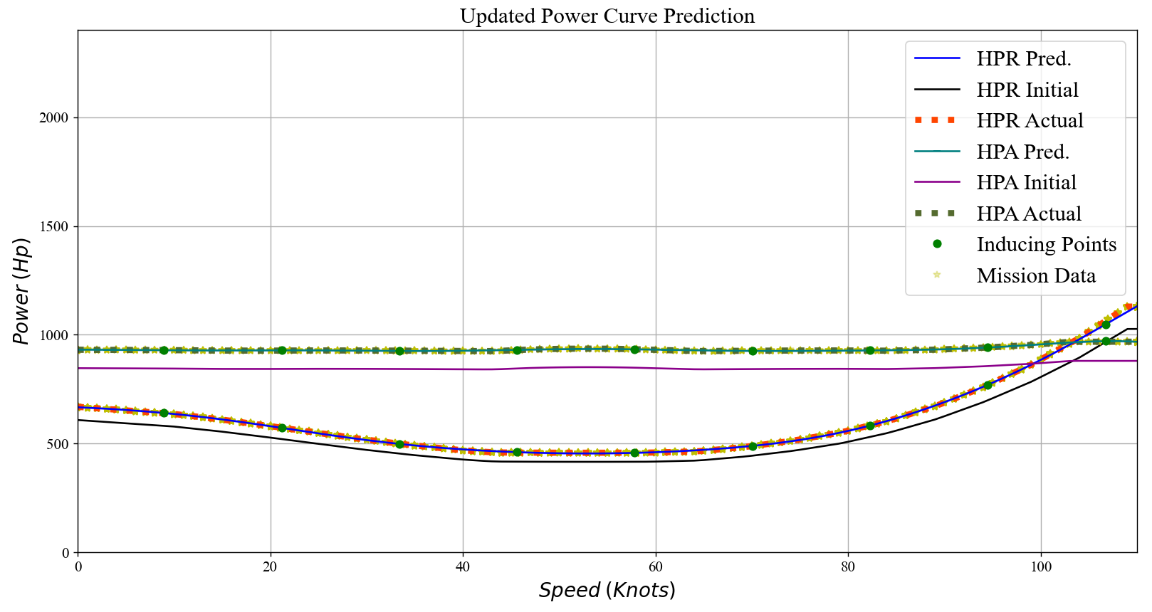 Updated Power Curve Prediction
HPR Pred.
HPR Initial
HPR Actual
HPA Pred.
HPA Initial
HPA Actual
Inducing Points
Mission Data
Power (Hp)
2000
1500
1000
500
0
0 20 40 60 80 100
Speed (Knots)